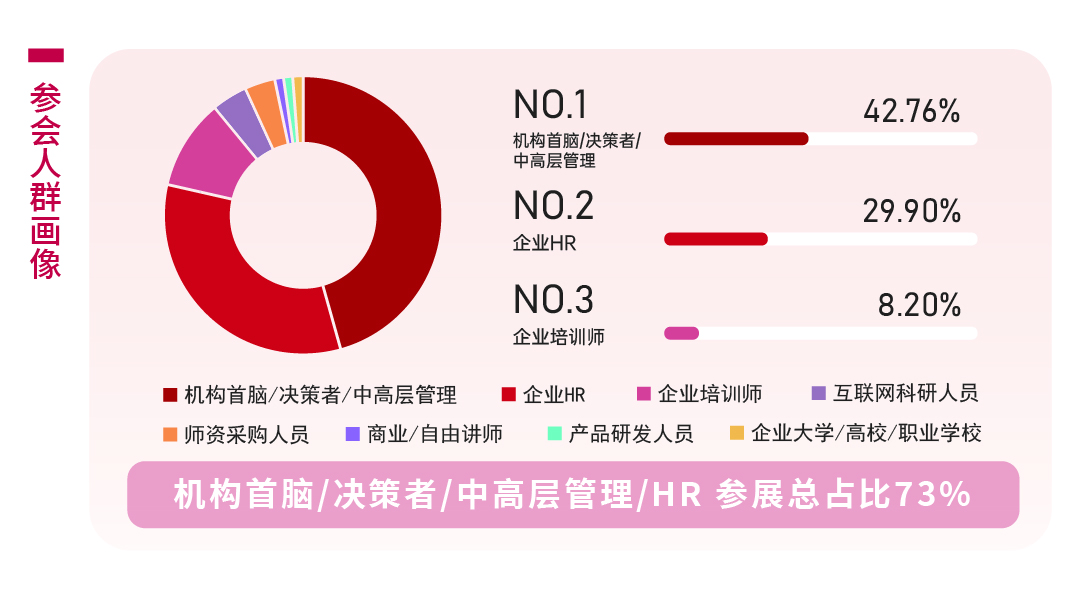 参会人群画像
NO.1
42.76%
机构首脑/决策者/
中高层管理
NO.2
29.90%
企业HR
NO.3
8.20%
企业培训师
机构首脑/决策者/中高层管理
企业HR
企业培训师
互联网科研人员
师资采购人员
商业/自由讲师
产品研发人员
企业大学/高校/职业学校
机构首脑/决策者/中高层管理/HR 参展总占比73%